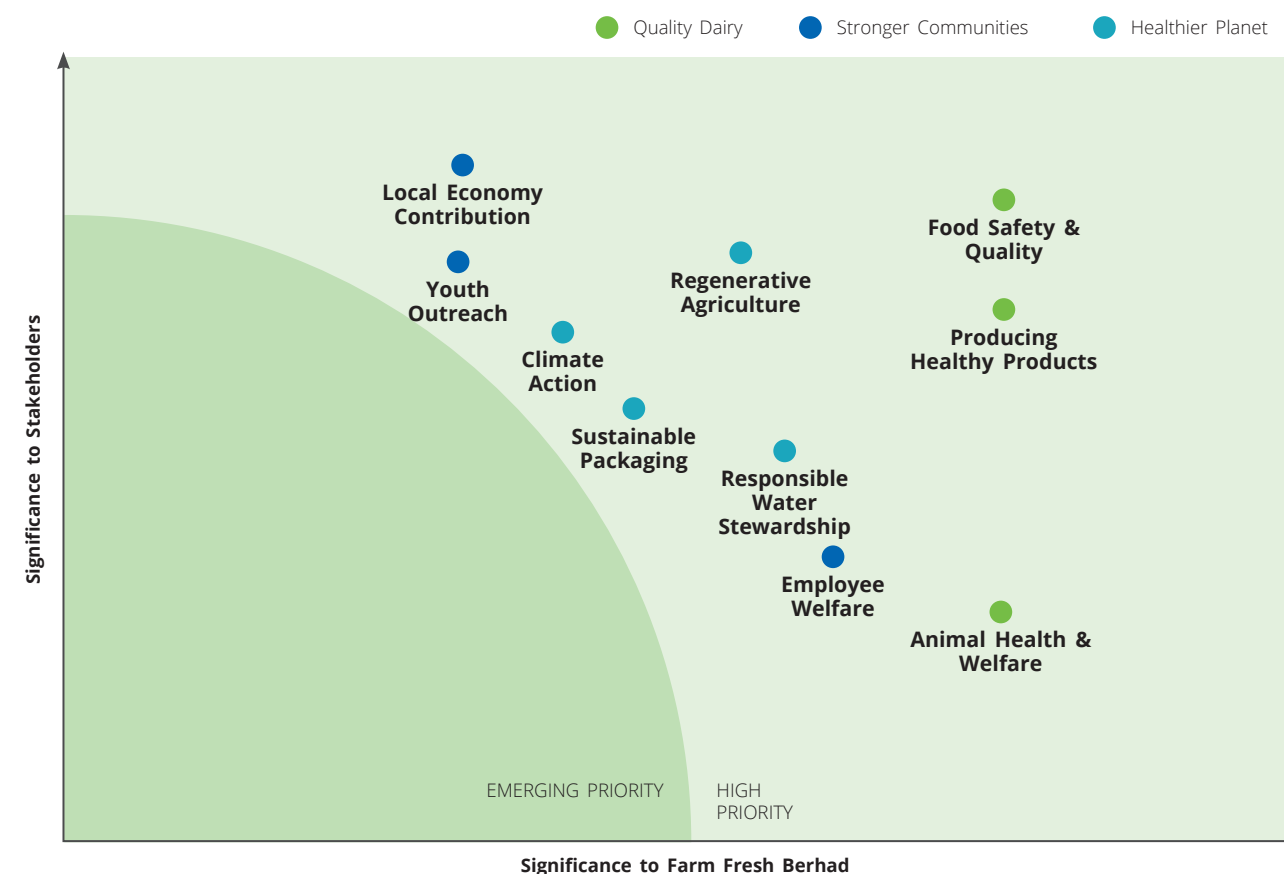 Quality Dairy
Stronger Communities
Healthier Planet
Significance to Stakeholders
Local Economy
Contribution
Food Safety &
Quality
Youth
Outreach
Regenerative
Agriculture
Producing
Healthy Products
Climate
Action
Sustainable
Packaging
Responsible
Water
Stewardship
Employee
Welfare
Animal Health &
Welfare
EMERGING PRIORITY
HIGH
PRIORITY
Significance to Farm Fresh Berhad